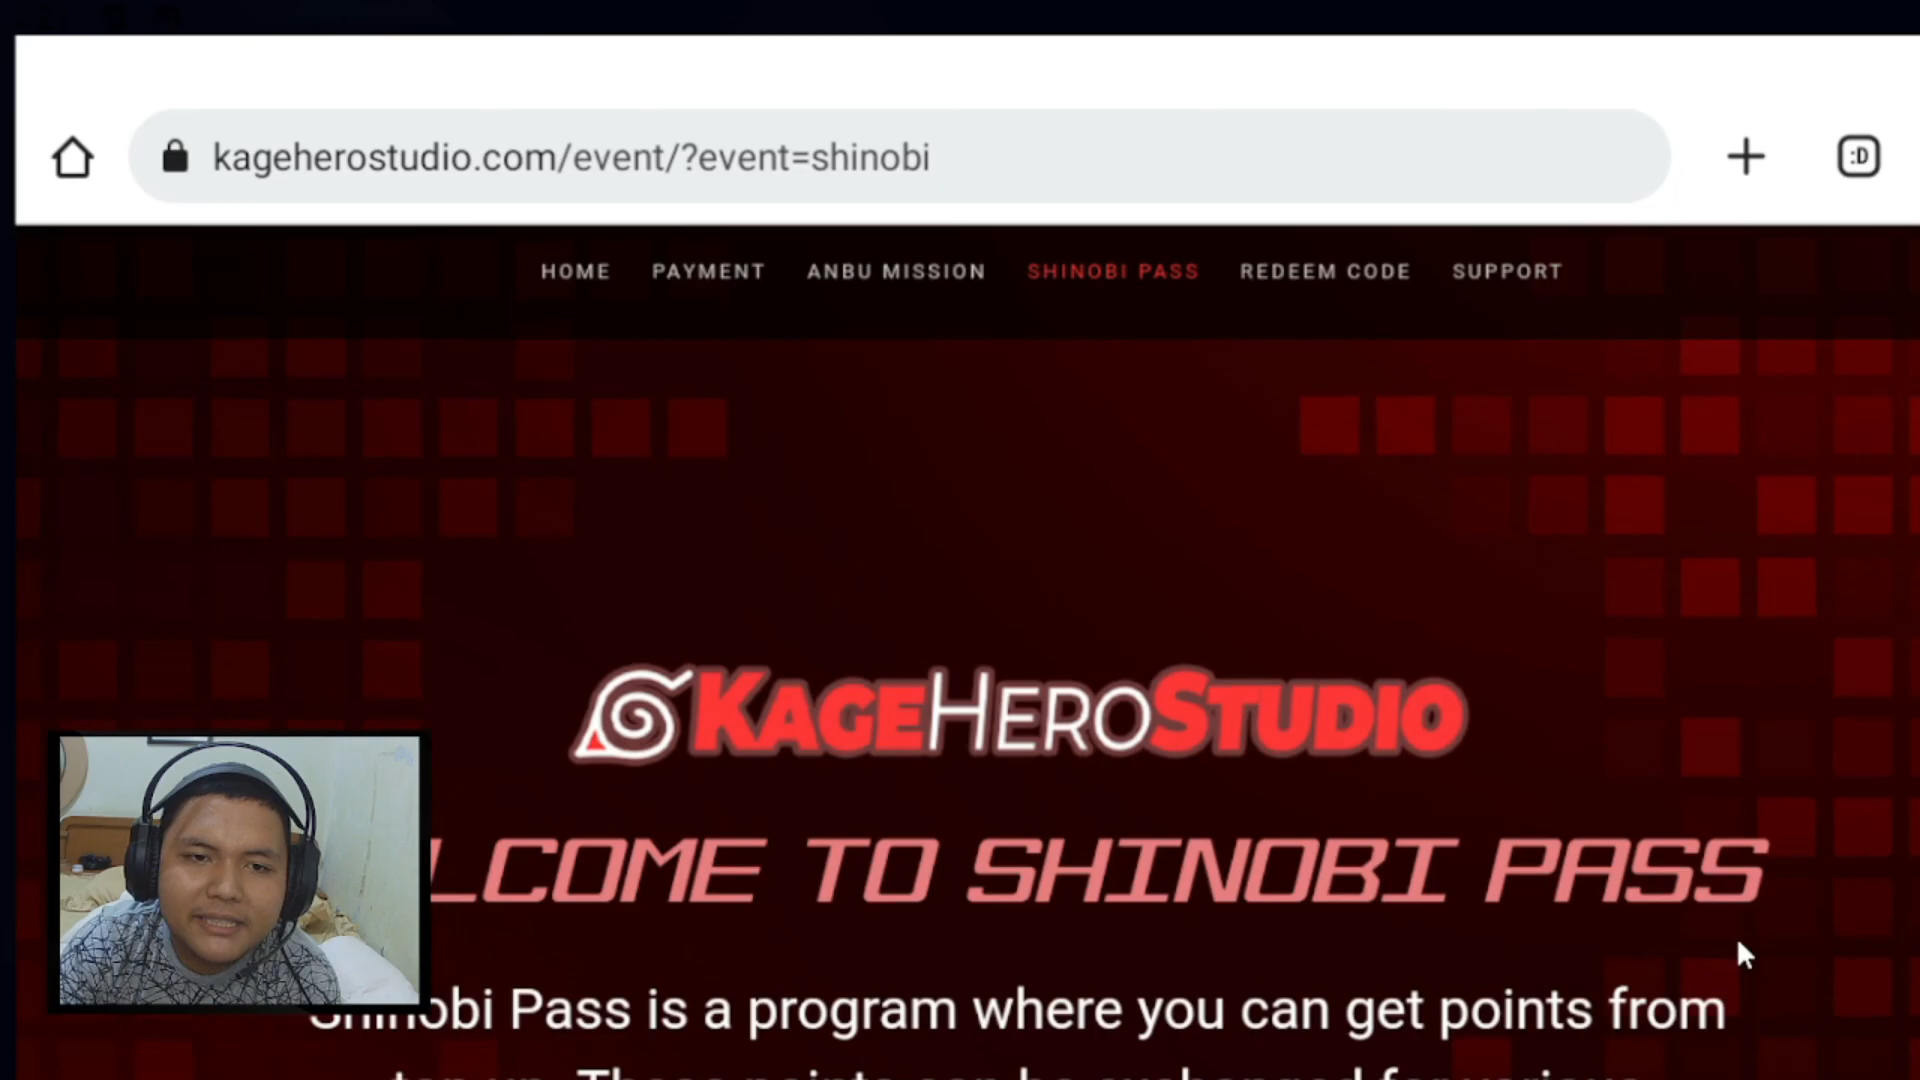 kageherostudio.com/event/?event=shinobi
:D
HOME PAYMENT ANBU MISSION SHINOBI PASS REDEEM CODE SUPPORT
KAGEHEROSTUDIO
LCOME TO SHINOBI PASS
Shinobi Pass is a program where you can get points from